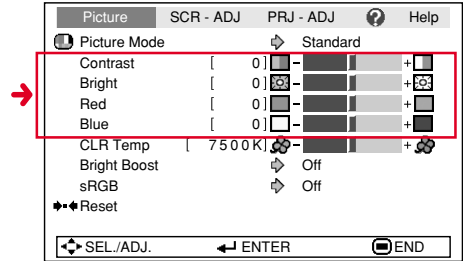 Picture SCR - ADJ PRJ - ADJ ? Help
Picture Mode Standard
Contrast [ 0 ] - +
Bright [ 0 ] - +
Red [ 0 ] - +
Blue [ 0 ] - +
CLR Temp [ 7500K ] - +
Bright Boost Off
sRGB Off
Reset
SEL./ADJ. ENTER END